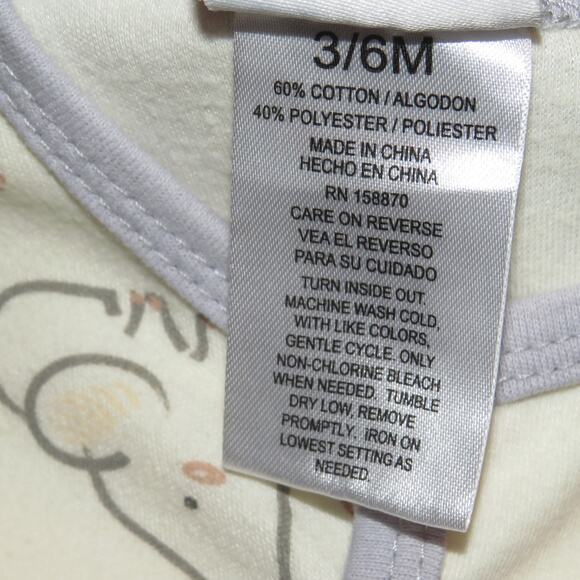 3/6M
60% COTTON / ALGODON
40% POLYESTER / POLIESTER
MADE IN CHINA
HECHO EN CHINA
RN 158870
CARE ON REVERSE
VEA EL REVERSO
PARA SU CUIDADO
TURN INSIDE OUT.
MACHINE WASH COLD,
WITH LIKE COLORS,
GENTLE CYCLE. ONLY
NON-CHLORINE BLEACH
WHEN NEEDED. TUMBLE
DRY LOW, REMOVE
PROMPTLY. IRON ON
LOWEST SETTING AS
NEEDED.